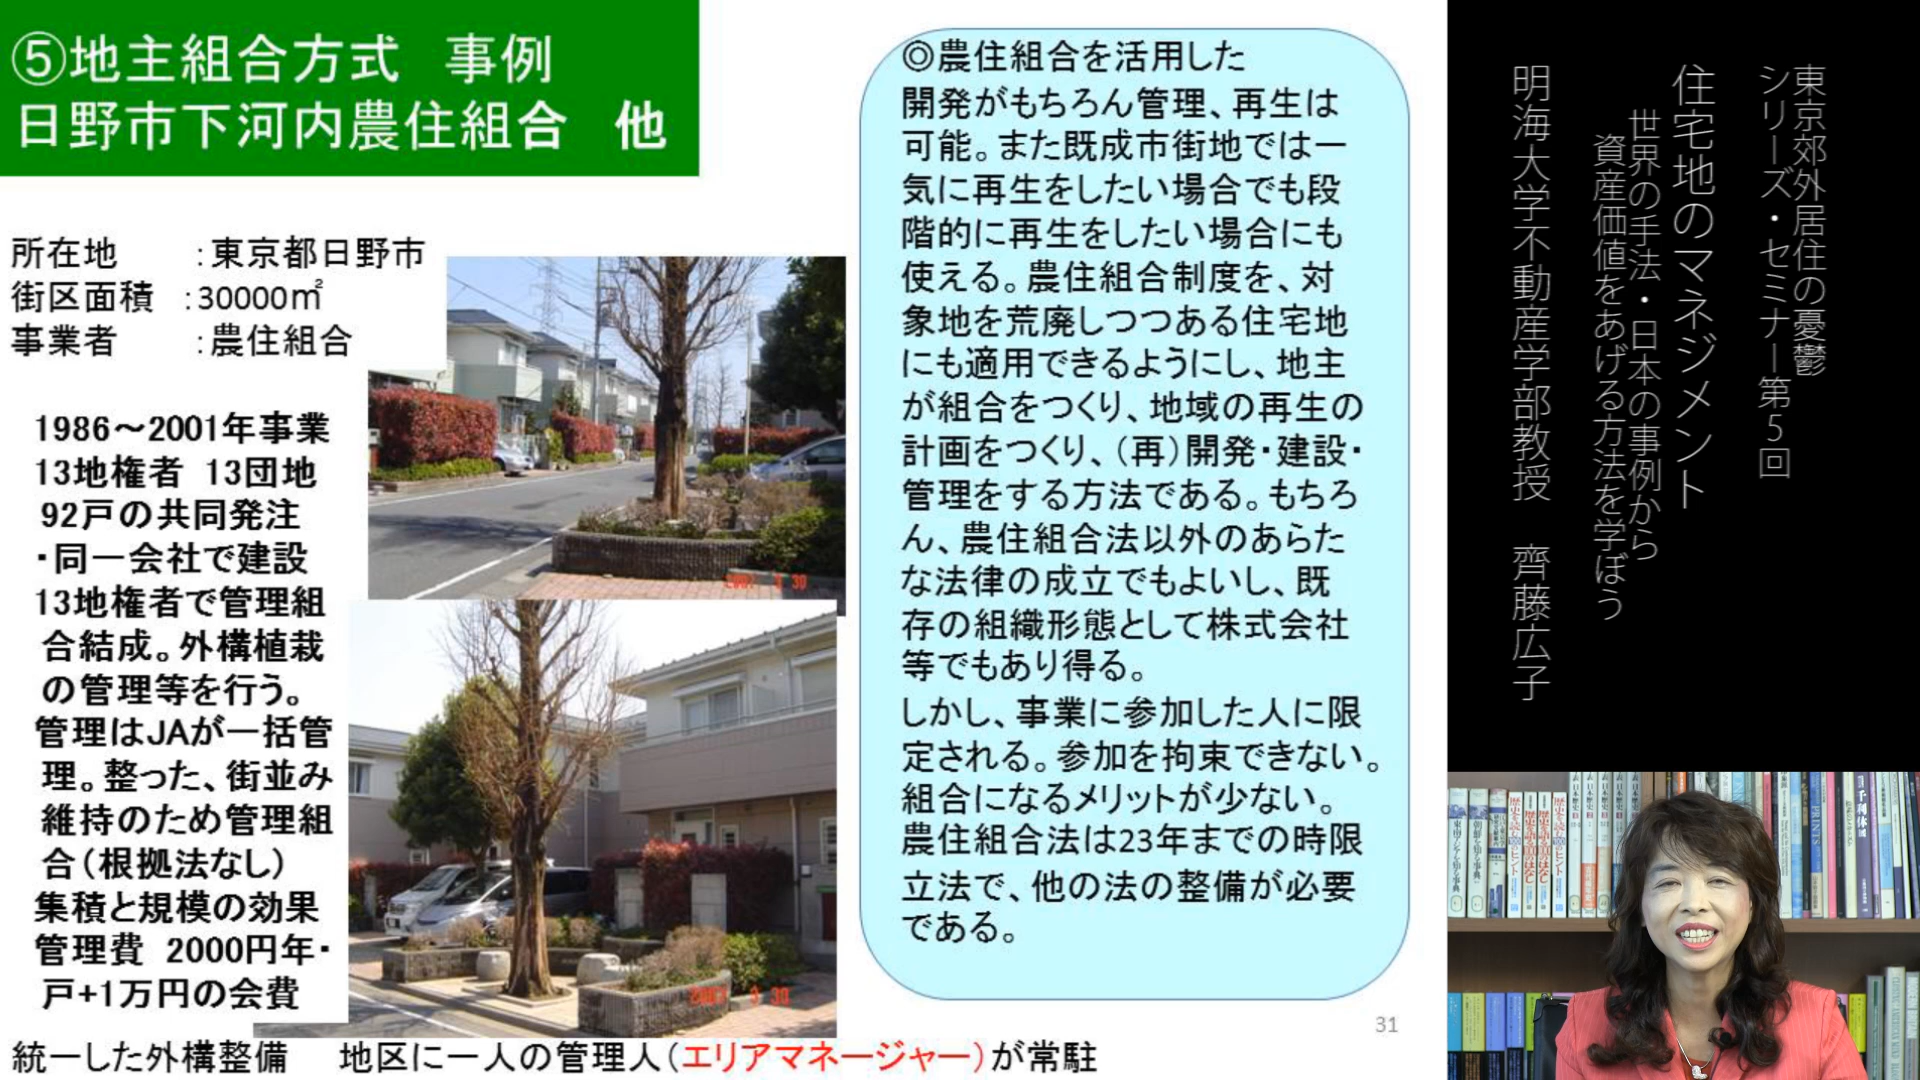 ⑤地主組合方式 事例
日野市下河内農住組合 他
所在地 :東京都日野市
街区面積 :30000㎡
事業者 :農住組合
1986～2001年事業
13地権者 13団地
92戸の共同発注
・同一会社で建設
13地権者で管理組
合結成。外構植栽
の管理等を行う。
管理はJAが一括管
理。整った、街並み
維持のため管理組
合(根拠法なし)
集積と規模の効果
管理費 2000円年・
戸+1万円の会費
統一した外構整備 地区に一人の管理人(エリアマネージャー)が常駐
◎農住組合を活用した
開発がもちろん管理、再生は
可能。また既成市街地では一
気に再生をしたい場合でも段
階的に再生をしたい場合にも
使える。農住組合制度を、対
象地を荒廃しつつある住宅地
にも適用できるようにし、地主
が組合をつくり、地域の再生の
計画をつくり、(再)開発・建設・
管理をする方法である。もちろ
ん、農住組合法以外のあらた
な法律の成立でもよいし、既
存の組織形態として株式会社
等でもあり得る。
しかし、事業に参加した人に限
定される。参加を拘束できない。
組合になるメリットが少ない。
農住組合法は23年までの時限
立法で、他の法の整備が必要
である。
31
東京郊外居住の憂鬱
シリーズ・セミナー第5回
住宅地のマネジメント
世界の手法・日本の事例から
資産価値をあげる方法を学ぼう
明海大学不動産学部教授 齊藤広子